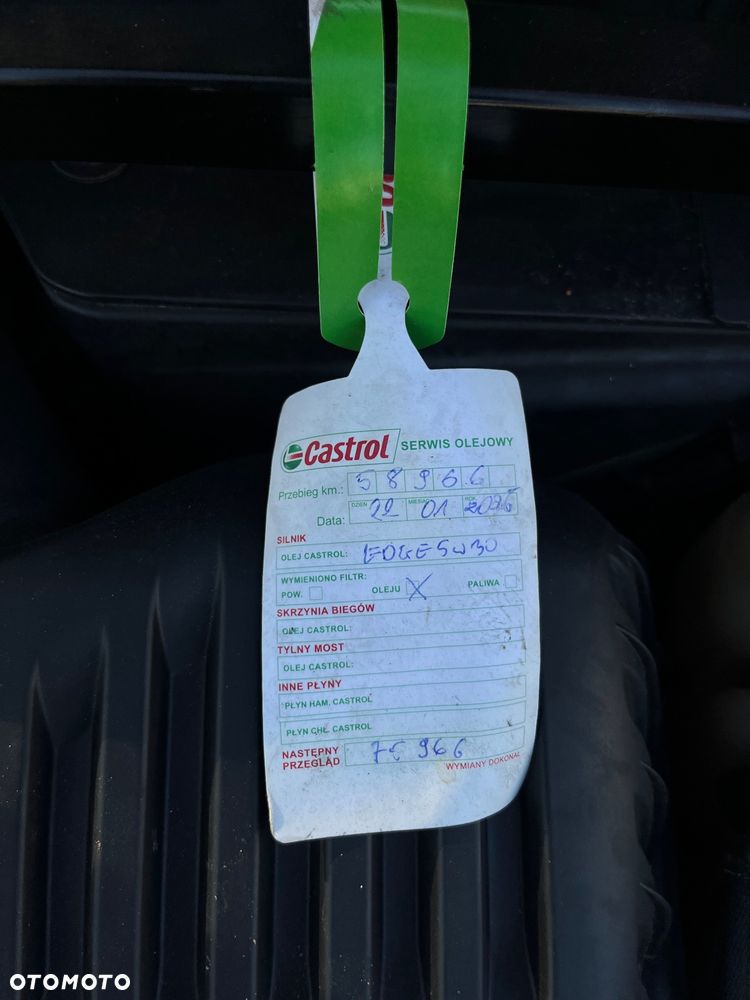 Castrol SERWIS OLEJOWY
Przebieg km.: 58966
DZIEŃ MIESIĄC ROK
Data: 22 01
SILNIK
OLEJ CASTROL: EDGE 5W30
WYMIENIONO FILTR:
POW. OLEJU X PALIWA
SKRZYNIA BIEGÓW
OLEJ CASTROL:
TYLNY MOST
OLEJ CASTROL:
INNE PŁYNY
PŁYN HAM. CASTROL
PŁYN CHŁ. CASTROL
NASTĘPNY 75 966
PRZEGLĄD WYMIANY DOKONAŁ
OTOMOTO